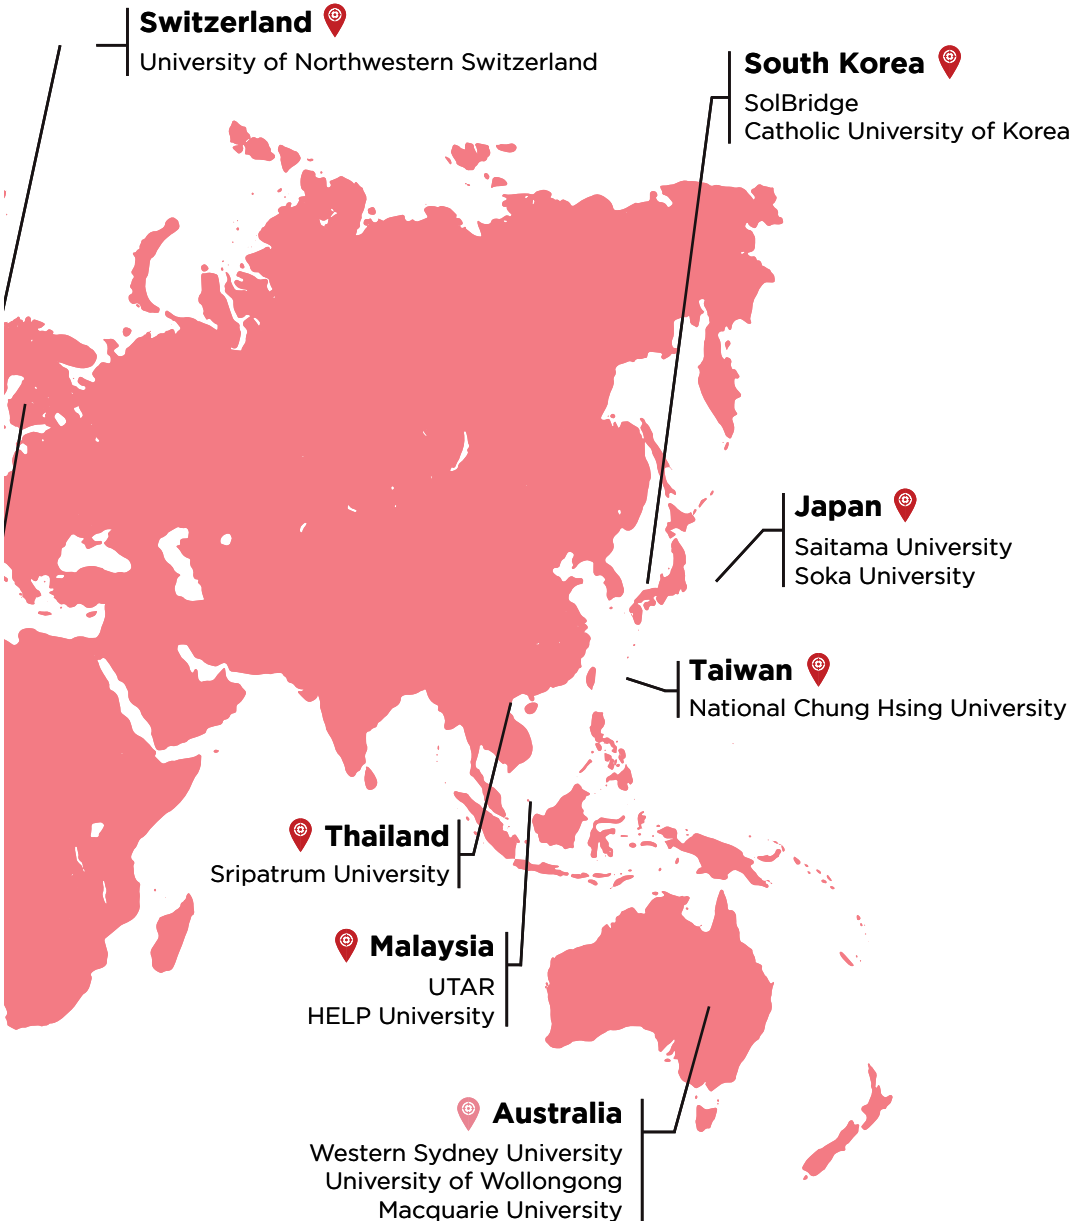 Switzerland
University of Northwestern Switzerland
South Korea
SolBridge
Catholic University of Korea
Japan
Saitama University
Soka University
Taiwan
National Chung Hsing University
Thailand
Sripatrum University
Malaysia
UTAR
HELP University
Australia
Western Sydney University
University of Wollongong
Macquarie University